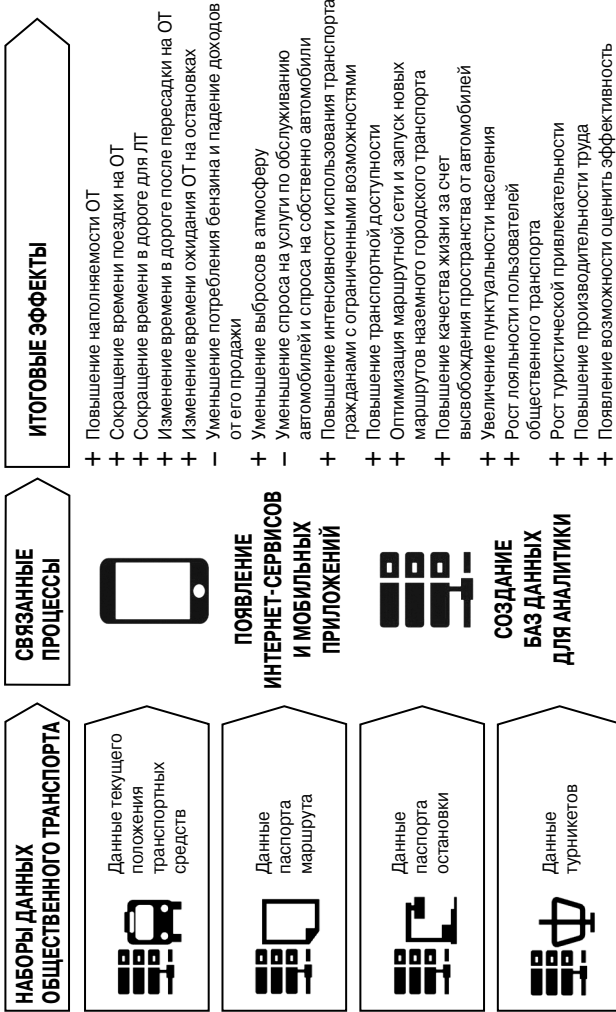 НАБОРЫ ДАННЫХ
ОБЩЕСТВЕННОГО ТРАНСПОРТА
Данные текущего
положения
транспортных
средств
Данные
паспорта
маршрута
Данные
паспорта
остановки
Данные
турникетов
СВЯЗАННЫЕ
ПРОЦЕССЫ
ПОЯВЛЕНИЕ
ИНТЕРНЕТ-СЕРВИСОВ
И МОБИЛЬНЫХ
ПРИЛОЖЕНИЙ
СОЗДАНИЕ
БАЗ ДАННЫХ
ДЛЯ АНАЛИТИКИ
ИТОГОВЫЕ ЭФФЕКТЫ
+ Повышение наполняемости ОТ
+ Сокращение времени поездки на ОТ
+ Сокращение времени в дороге для ЛТ
+ Изменение времени в дороге после пересадки на ОТ
+ Изменение времени ожидания ОТ на остановках
− Уменьшение потребления бензина и падение доходов
от его продажи
+ Уменьшение выбросов в атмосферу
− Уменьшение спроса на услуги по обслуживанию
автомобилей и спроса на собственно автомобили
+ Повышение интенсивности использования транспорта
гражданами с ограниченными возможностями
+ Повышение транспортной доступности
+ Оптимизация маршрутной сети и запуск новых
маршрутов наземного городского транспорта
+ Повышение качества жизни за счет
высвобождения пространства от автомобилей
+ Увеличение пунктуальности населения
+ Рост лояльности пользователей
общественного транспорта
+ Рост туристической привлекательности
+ Повышение производительности труда
+ Появление возможности оценить эффективность